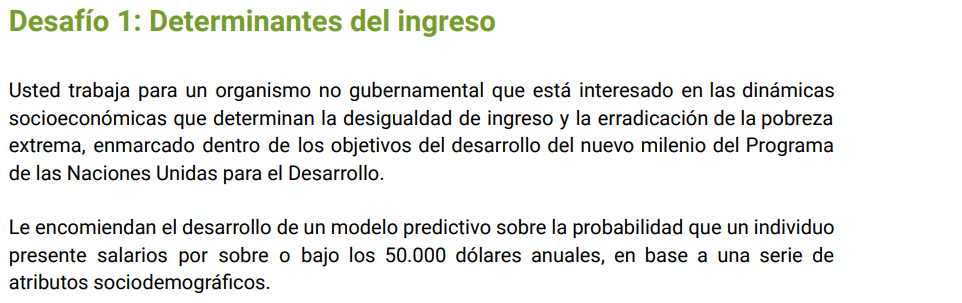 Desafío 1: Determinantes del ingreso
Usted trabaja para un organismo no gubernamental que está interesado en las dinámicas
socioeconómicas que determinan la desigualdad de ingreso y la erradicación de la pobreza
extrema, enmarcado dentro de los objetivos del desarrollo del nuevo milenio del Programa
de las Naciones Unidas para el Desarrollo.
Le encomiendan el desarrollo de un modelo predictivo sobre la probabilidad que un individuo
presente salarios por sobre o bajo los 50.000 dólares anuales, en base a una serie de
atributos sociodemográficos.